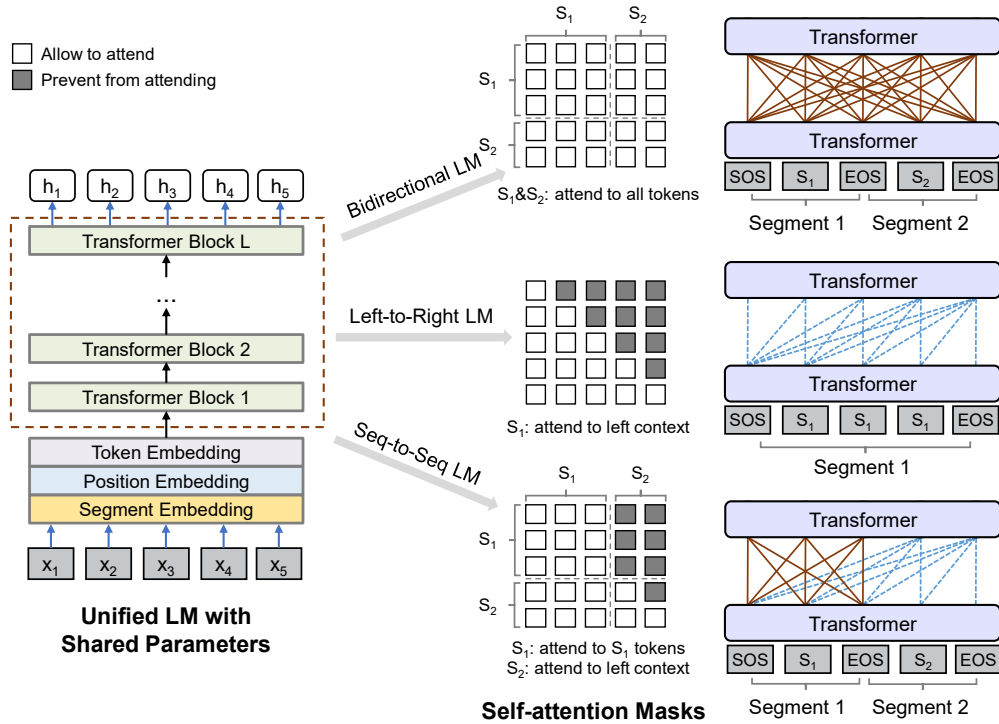 Allow to attend
Prevent from attending
h1 h2 h3 h4 h5
Transformer Block L
...
Transformer Block 2
Transformer Block 1
Token Embedding
Position Embedding
Segment Embedding
x1 x2 x3 x4 x5
Unified LM with
Shared Parameters
Bidirectional LM
Left-to-Right LM
Seq-to-Seq LM
S1 S2
S1
S2
S1&S2: attend to all tokens
S1: attend to left context
S1 S2
S1
S2
S1: attend to S1 tokens
S2: attend to left context
Self-attention Masks
Transformer
Transformer
SOS S1 EOS S2 EOS
Segment 1 Segment 2
Transformer
Transformer
SOS S1 S1 S1 EOS
Segment 1
Transformer
Transformer
SOS S1 EOS S2 EOS
Segment 1 Segment 2